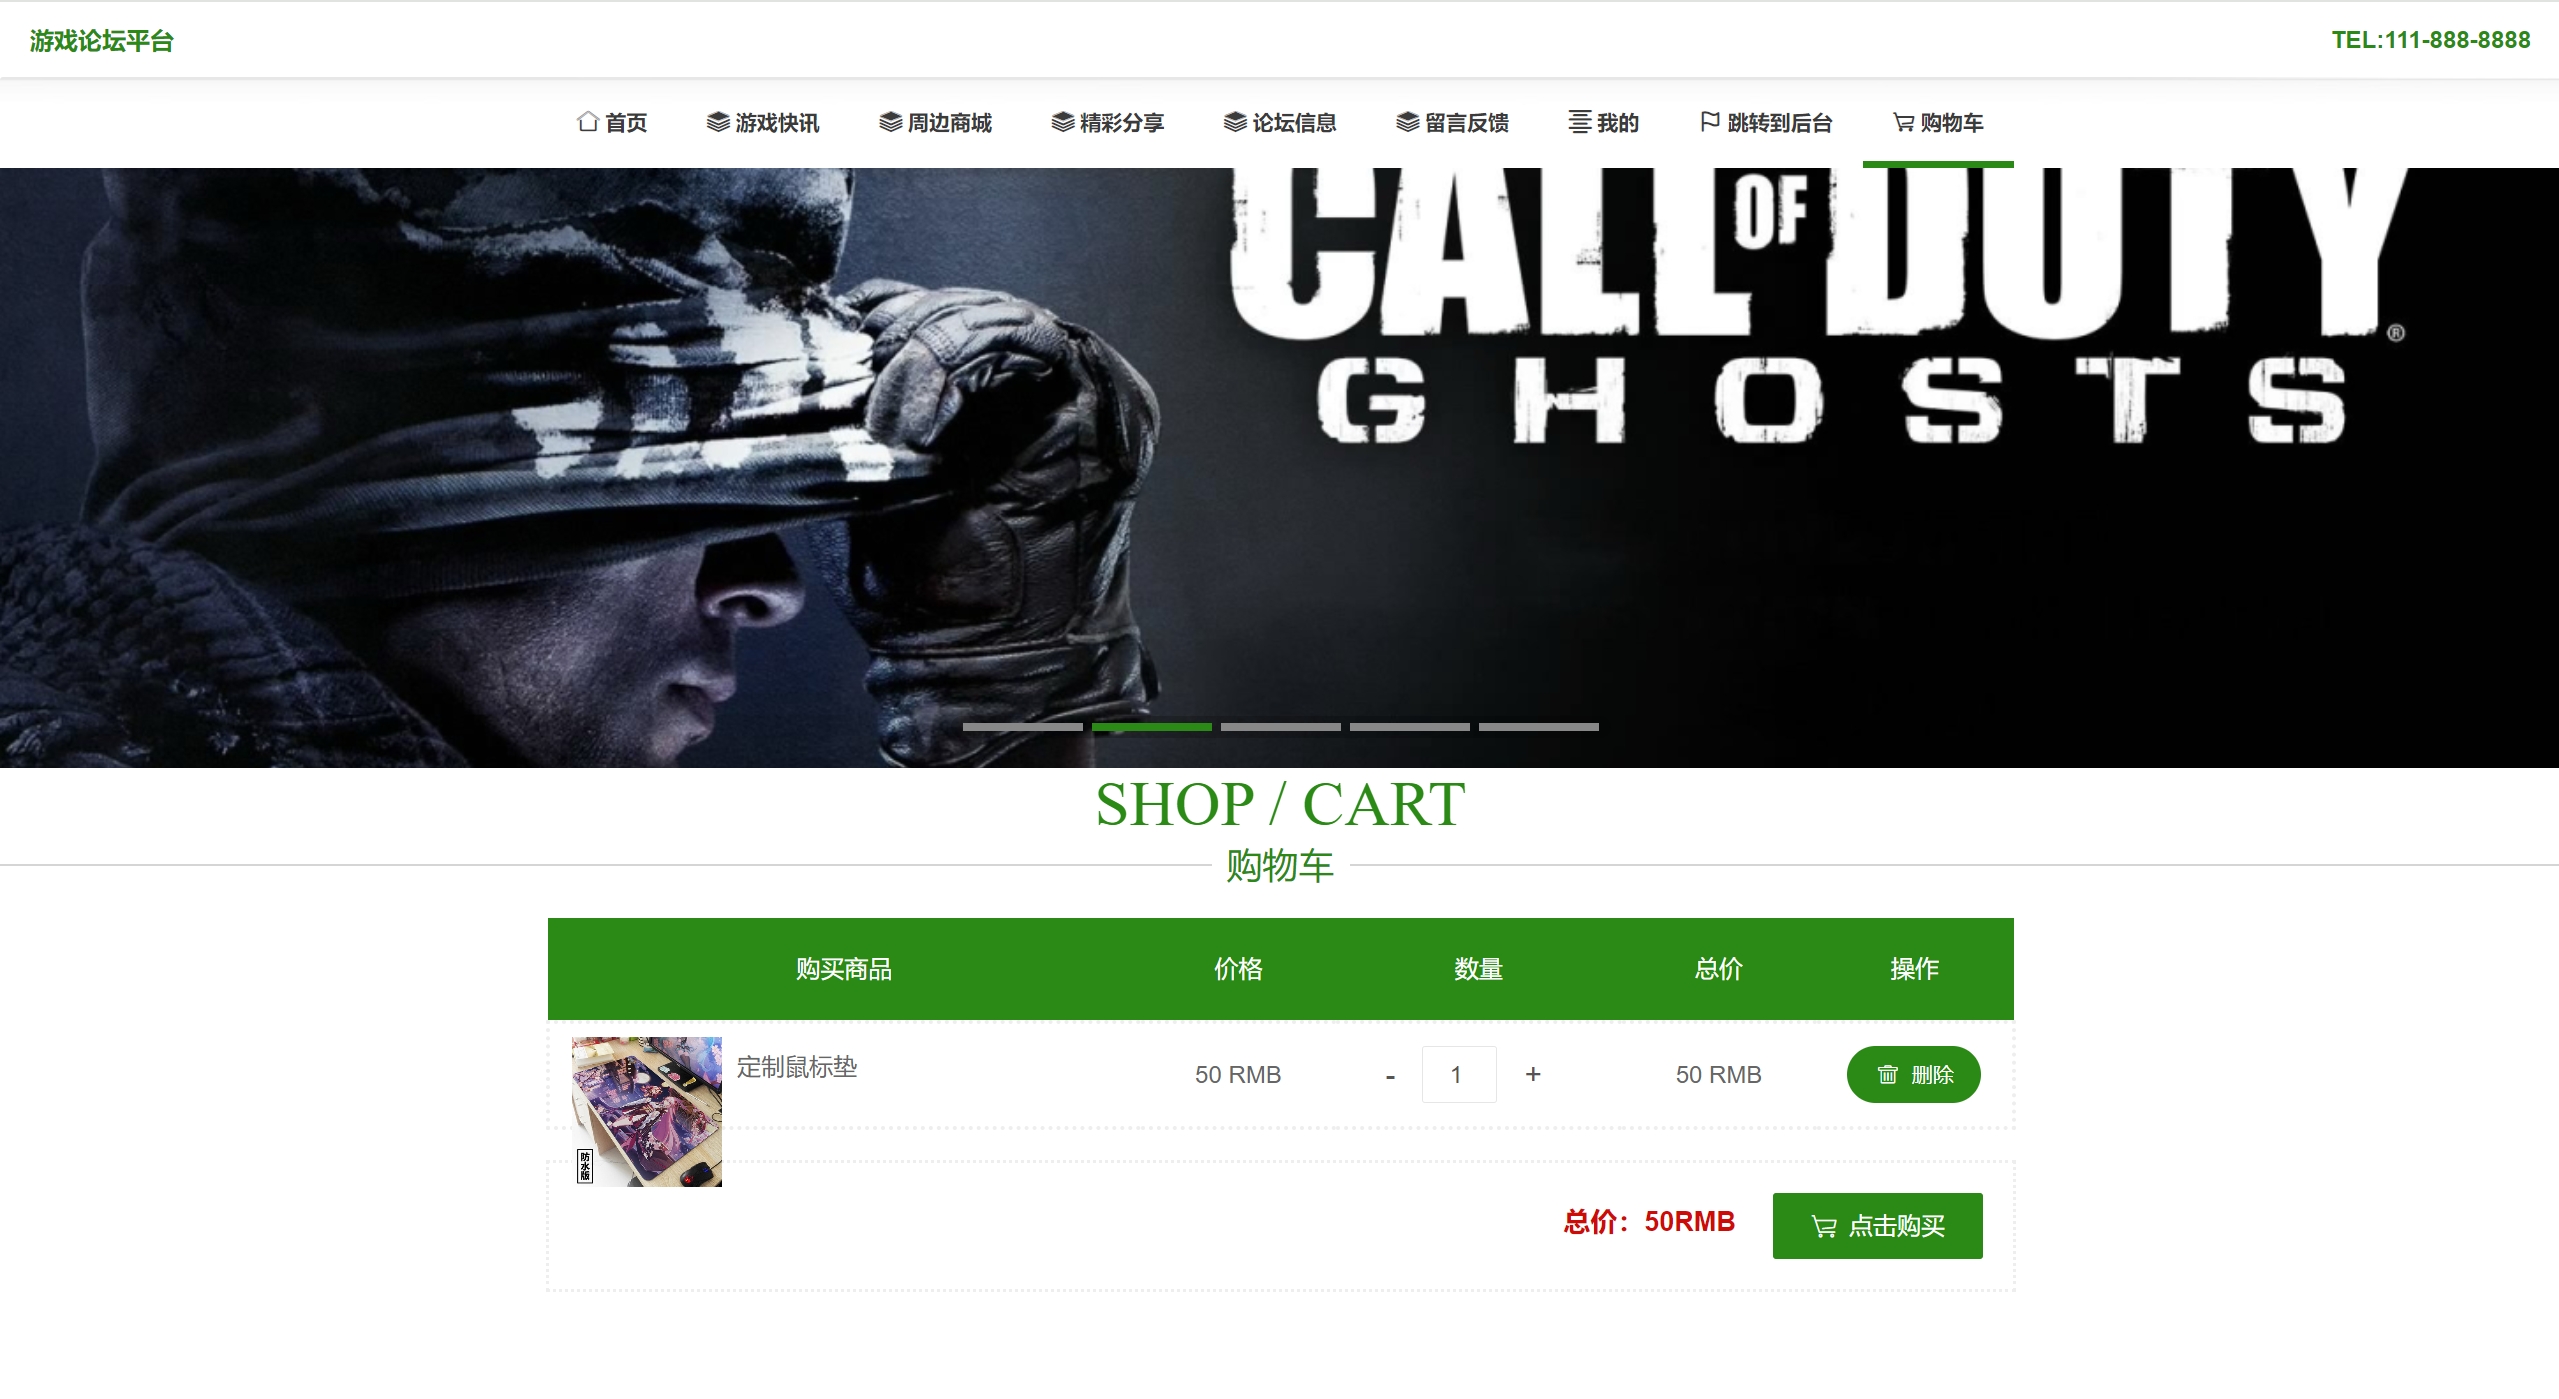 游戏论坛平台
TEL:111-888-8888
首页 游戏快讯 周边商城 精彩分享 论坛信息 留言反馈 我的 跳转到后台 购物车
CALL OF DUTY®
GHOSTS
SHOP / CART
购物车
购买商品 价格 数量 总价 操作
定制鼠标垫 50 RMB - 1 + 50 RMB 删除
防水版
总价：50RMB 点击购买